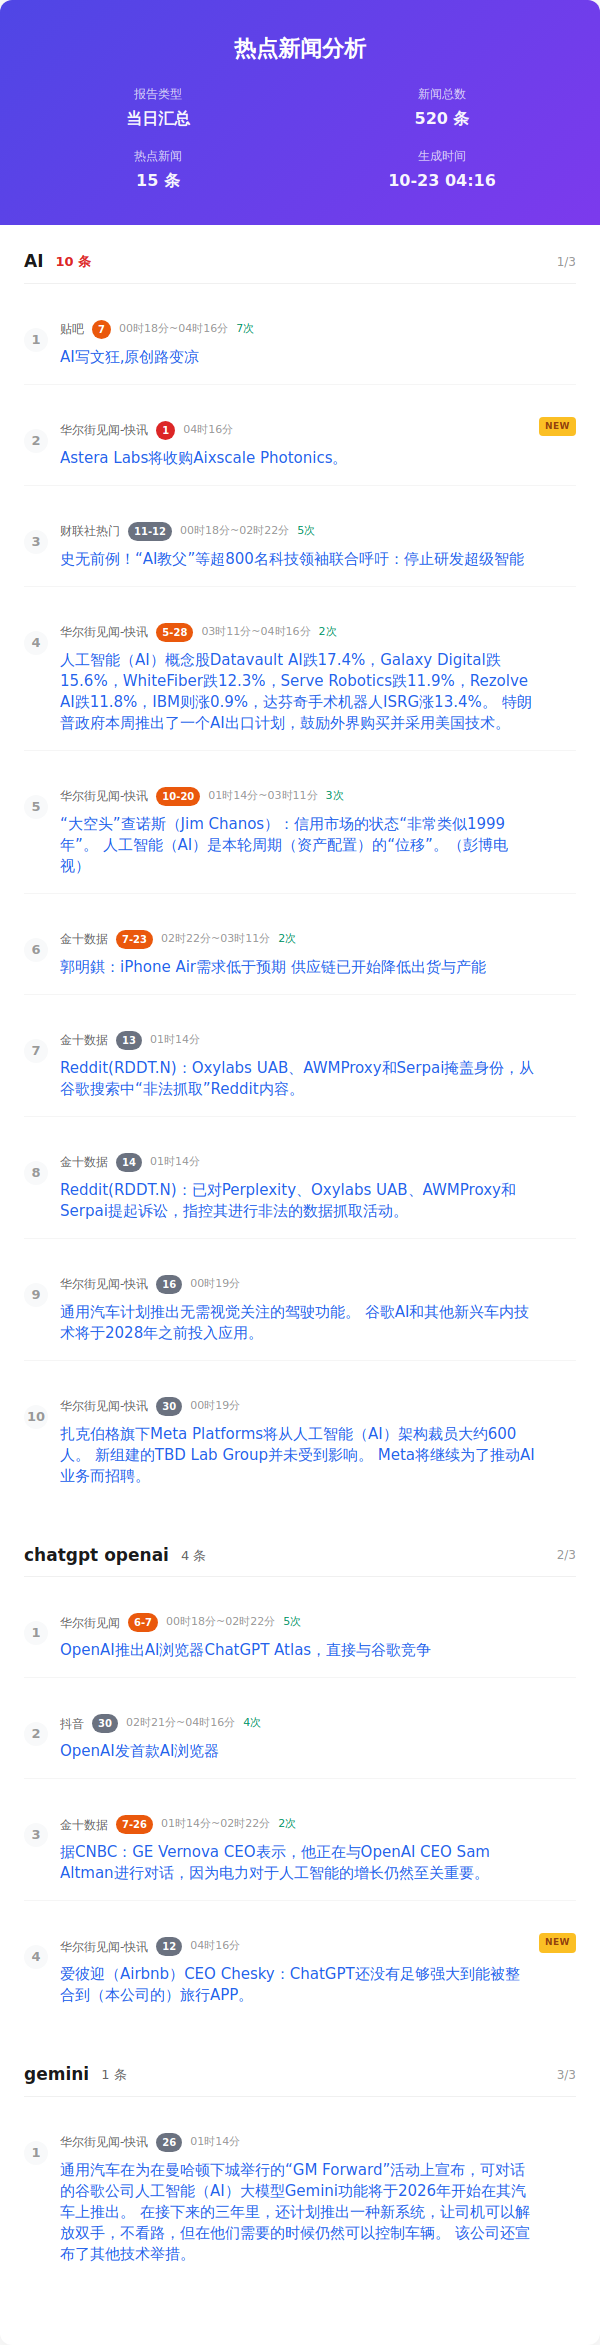 热点新闻分析
报告类型
新闻总数
当日汇总
520 条
热点新闻
生成时间
15 条
10-23 04:16
AI 10 条 1/3
1
贴吧 7 00时18分~04时16分 7次
AI写文狂,原创路变凉
2
华尔街见闻-快讯 1 04时16分 NEW
Astera Labs将收购Aixscale Photonics。
3
财联社热门 11-12 00时18分~02时22分 5次
史无前例！“AI教父”等超800名科技领袖联合呼吁：停止研发超级智能
4
华尔街见闻-快讯 5-28 03时11分~04时16分 2次
人工智能（AI）概念股Datavault AI跌17.4%，Galaxy Digital跌
15.6%，WhiteFiber跌12.3%，Serve Robotics跌11.9%，Rezolve
AI跌11.8%，IBM则涨0.9%，达芬奇手术机器人ISRG涨13.4%。 特朗
普政府本周推出了一个AI出口计划，鼓励外界购买并采用美国技术。
5
华尔街见闻-快讯 10-20 01时14分~03时11分 3次
“大空头”查诺斯（Jim Chanos）：信用市场的状态“非常类似1999
年”。 人工智能（AI）是本轮周期（资产配置）的“位移”。（彭博电
视）
6
金十数据 7-23 02时22分~03时11分 2次
郭明錤：iPhone Air需求低于预期 供应链已开始降低出货与产能
7
金十数据 13 01时14分
Reddit(RDDT.N)：Oxylabs UAB、AWMProxy和Serpai掩盖身份，从
谷歌搜索中“非法抓取”Reddit内容。
8
金十数据 14 01时14分
Reddit(RDDT.N)：已对Perplexity、Oxylabs UAB、AWMProxy和
Serpai提起诉讼，指控其进行非法的数据抓取活动。
9
华尔街见闻-快讯 16 00时19分
通用汽车计划推出无需视觉关注的驾驶功能。 谷歌AI和其他新兴车内技
术将于2028年之前投入应用。
10
华尔街见闻-快讯 30 00时19分
扎克伯格旗下Meta Platforms将从人工智能（AI）架构裁员大约600
人。 新组建的TBD Lab Group并未受到影响。 Meta将继续为了推动AI
业务而招聘。
chatgpt openai 4 条 2/3
1
华尔街见闻 6-7 00时18分~02时22分 5次
OpenAI推出AI浏览器ChatGPT Atlas，直接与谷歌竞争
2
抖音 30 02时21分~04时16分 4次
OpenAI发首款AI浏览器
3
金十数据 7-26 01时14分~02时22分 2次
据CNBC：GE Vernova CEO表示，他正在与OpenAI CEO Sam
Altman进行对话，因为电力对于人工智能的增长仍然至关重要。
4
华尔街见闻-快讯 12 04时16分 NEW
爱彼迎（Airbnb）CEO Chesky：ChatGPT还没有足够强大到能被整
合到（本公司的）旅行APP。
gemini 1 条 3/3
1
华尔街见闻-快讯 26 01时14分
通用汽车在为在曼哈顿下城举行的“GM Forward”活动上宣布，可对话
的谷歌公司人工智能（AI）大模型Gemini功能将于2026年开始在其汽
车上推出。 在接下来的三年里，还计划推出一种新系统，让司机可以解
放双手，不看路，但在他们需要的时候仍然可以控制车辆。 该公司还宣
布了其他技术举措。